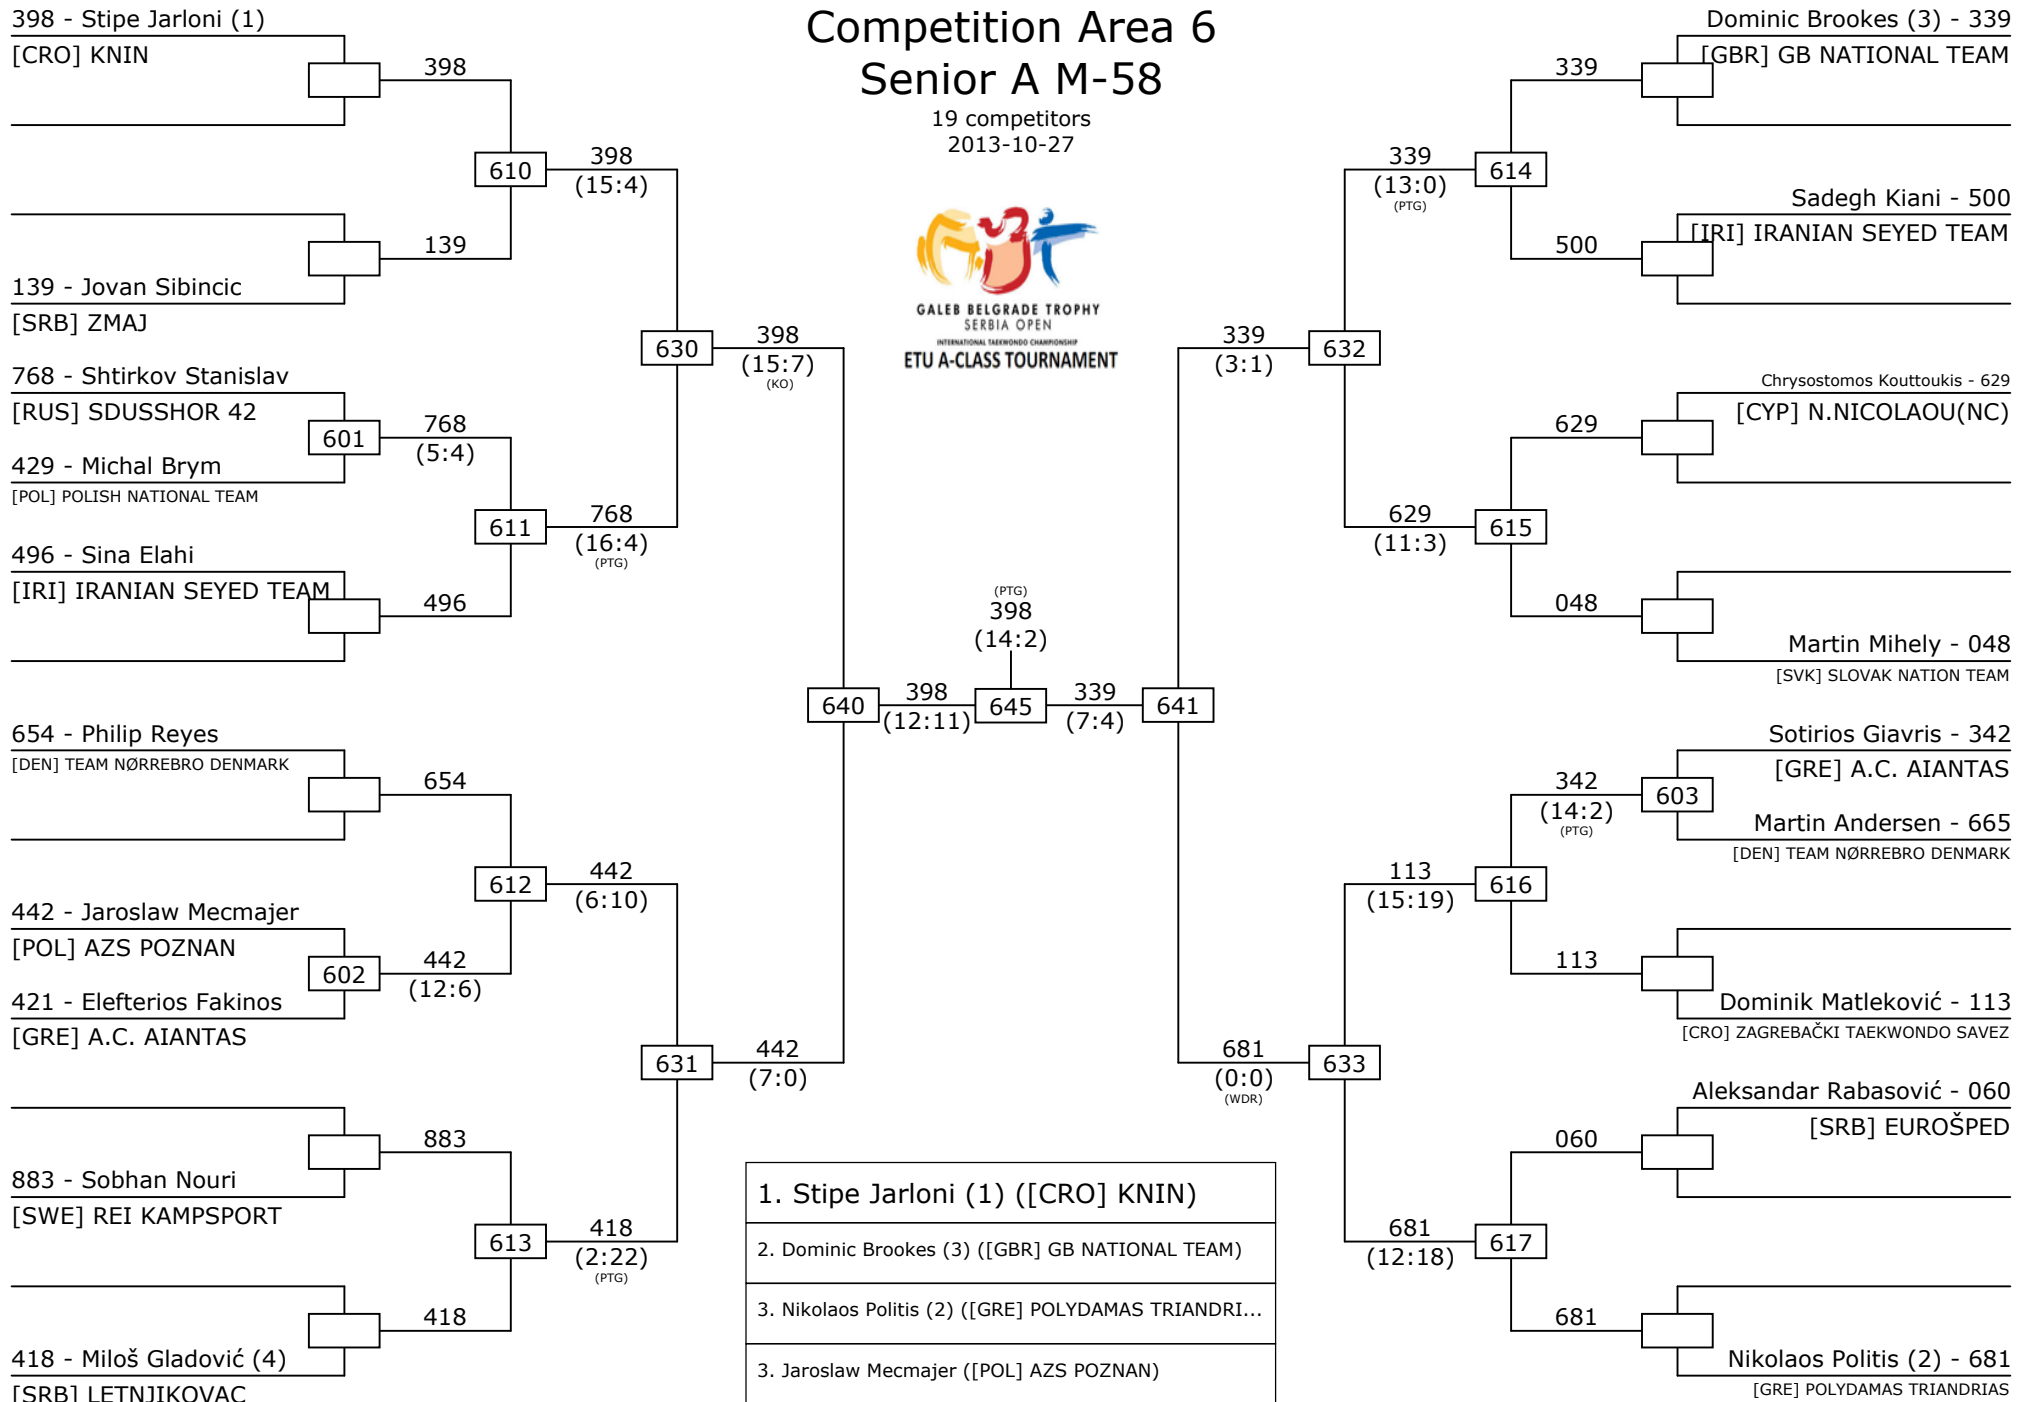 Competition Area 6
Senior A M-58
19 competitors
2013-10-27
GALEB BELGRADE TROPHY
SERBIA OPEN
INTERNATIONAL TAEKWONDO CHAMPIONSHIP
ETU A-CLASS TOURNAMENT
398 - Stipe Jarloni (1)
[CRO] KNIN
139 - Jovan Sibincic
[SRB] ZMAJ
768 - Shtirkov Stanislav
[RUS] SDUSSHOR 42
429 - Michal Brym
[POL] POLISH NATIONAL TEAM
496 - Sina Elahi
[IRI] IRANIAN SEYED TEAM
654 - Philip Reyes
[DEN] TEAM NØRREBRO DENMARK
442 - Jaroslaw Mecmajer
[POL] AZS POZNAN
421 - Elefterios Fakinos
[GRE] A.C. AIANTAS
883 - Sobhan Nouri
[SWE] REI KAMPSPORT
418 - Miloš Gladović (4)
[SRB] LETNJIKOVAC
601
602
398
139
768
(5:4)
496
654
442
(12:6)
883
418
610
611
612
613
398
(15:4)
768
(16:4)
(PTG)
442
(6:10)
418
(2:22)
(PTG)
630
631
398
(15:7)
(KO)
442
(7:0)
640
398
(12:11)
(PTG)
398
(14:2)
645
339
(7:4)
641
339
(3:1)
681
(0:0)
(WDR)
632
633
339
(13:0)
(PTG)
629
(11:3)
113
(15:19)
681
(12:18)
614
615
616
617
339
500
629
048
342
(14:2)
(PTG)
113
060
681
603
Dominic Brookes (3) - 339
[GBR] GB NATIONAL TEAM
Sadegh Kiani - 500
[IRI] IRANIAN SEYED TEAM
Chrysostomos Kouttoukis - 629
[CYP] N.NICOLAOU(NC)
Martin Mihely - 048
[SVK] SLOVAK NATION TEAM
Sotirios Giavris - 342
[GRE] A.C. AIANTAS
Martin Andersen - 665
[DEN] TEAM NØRREBRO DENMARK
Dominik Matleković - 113
[CRO] ZAGREBAČKI TAEKWONDO SAVEZ
Aleksandar Rabasović - 060
[SRB] EUROŠPED
Nikolaos Politis (2) - 681
[GRE] POLYDAMAS TRIANDRIAS
1. Stipe Jarloni (1) ([CRO] KNIN)
2. Dominic Brookes (3) ([GBR] GB NATIONAL TEAM)
3. Nikolaos Politis (2) ([GRE] POLYDAMAS TRIANDRI...
3. Jaroslaw Mecmajer ([POL] AZS POZNAN)